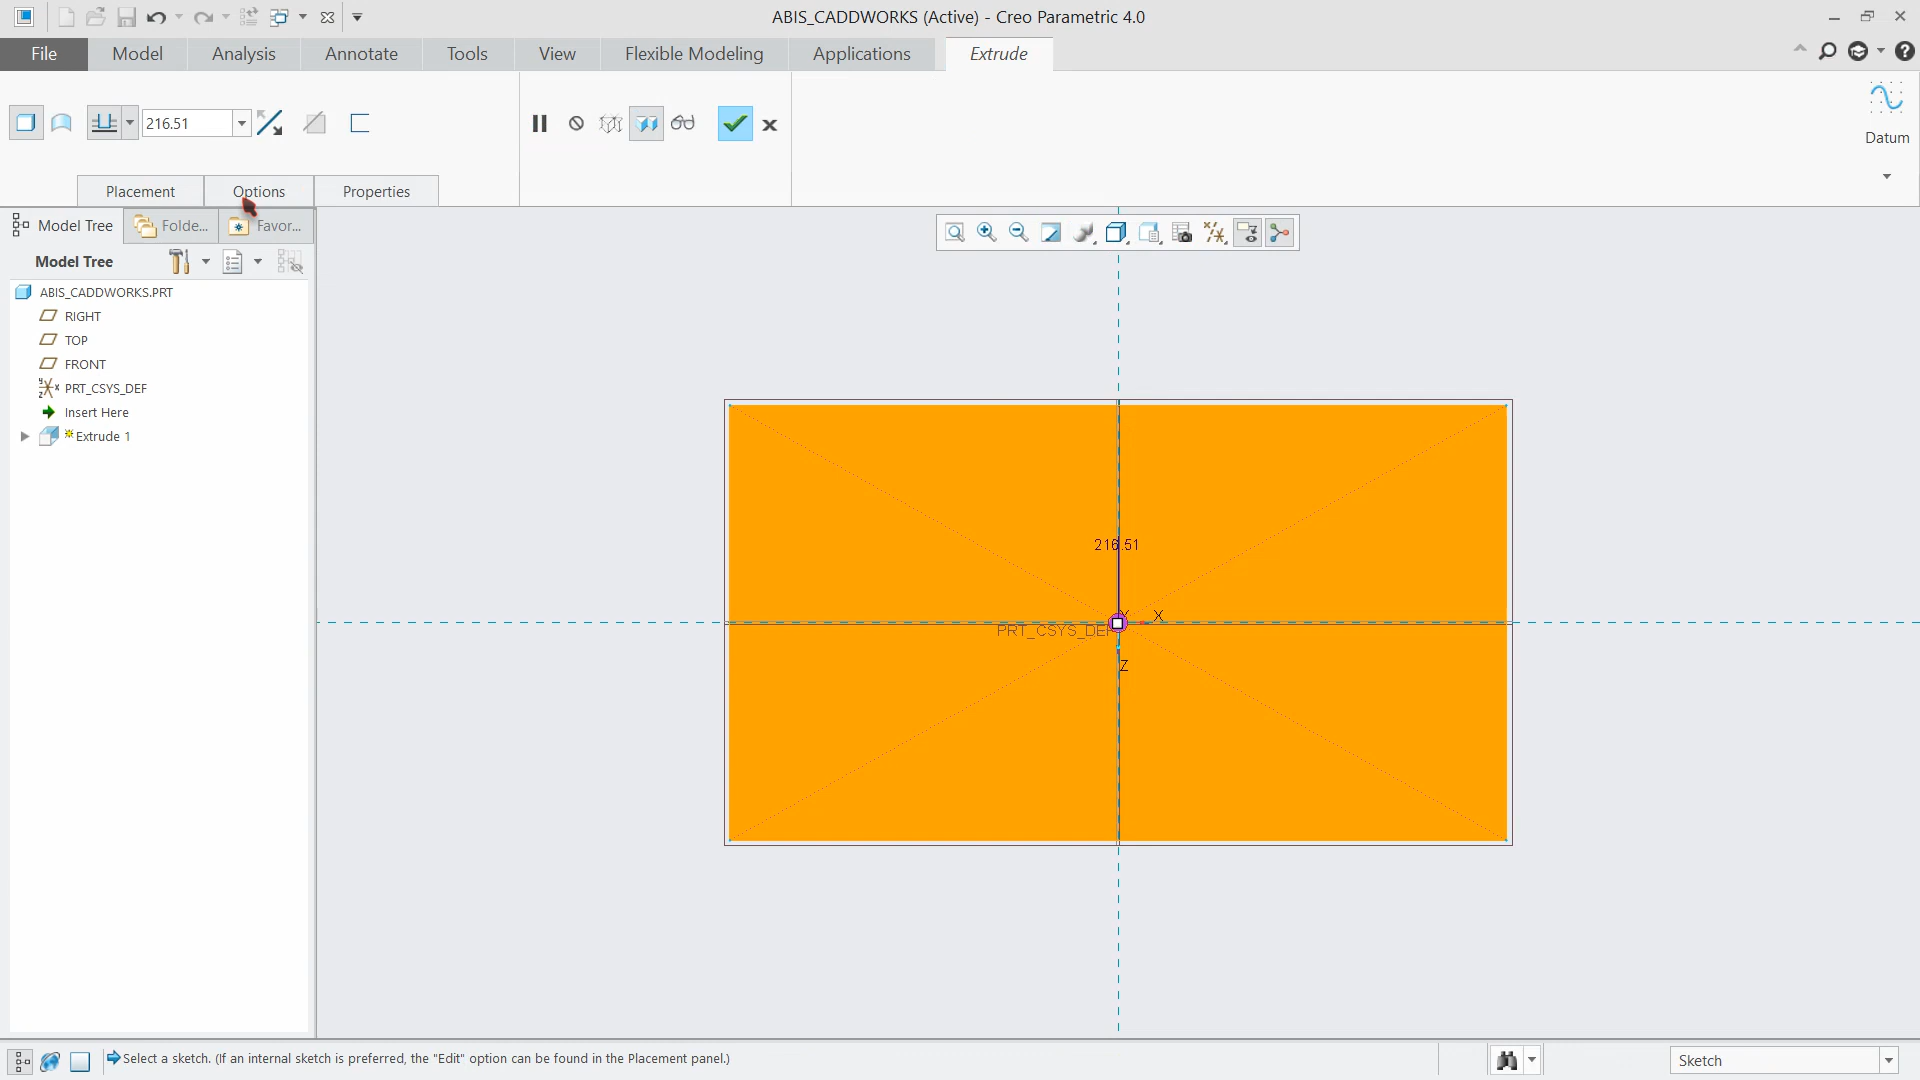 ABIS_CADDWORKS (Active) - Creo Parametric 4.0
File Model Analysis Annotate Tools View Flexible Modeling Applications Extrude
216.51
Datum
Placement Options Properties
Model Tree Folde... Favor...
Model Tree
ABIS_CADDWORKS.PRT
RIGHT
TOP
FRONT
PRT_CSYS_DEF
Insert Here
Extrude 1
216.51
Y X
PRT_CSYS_DEF
Z
Select a sketch. (If an internal sketch is preferred, the "Edit" option can be found in the Placement panel.)
Sketch